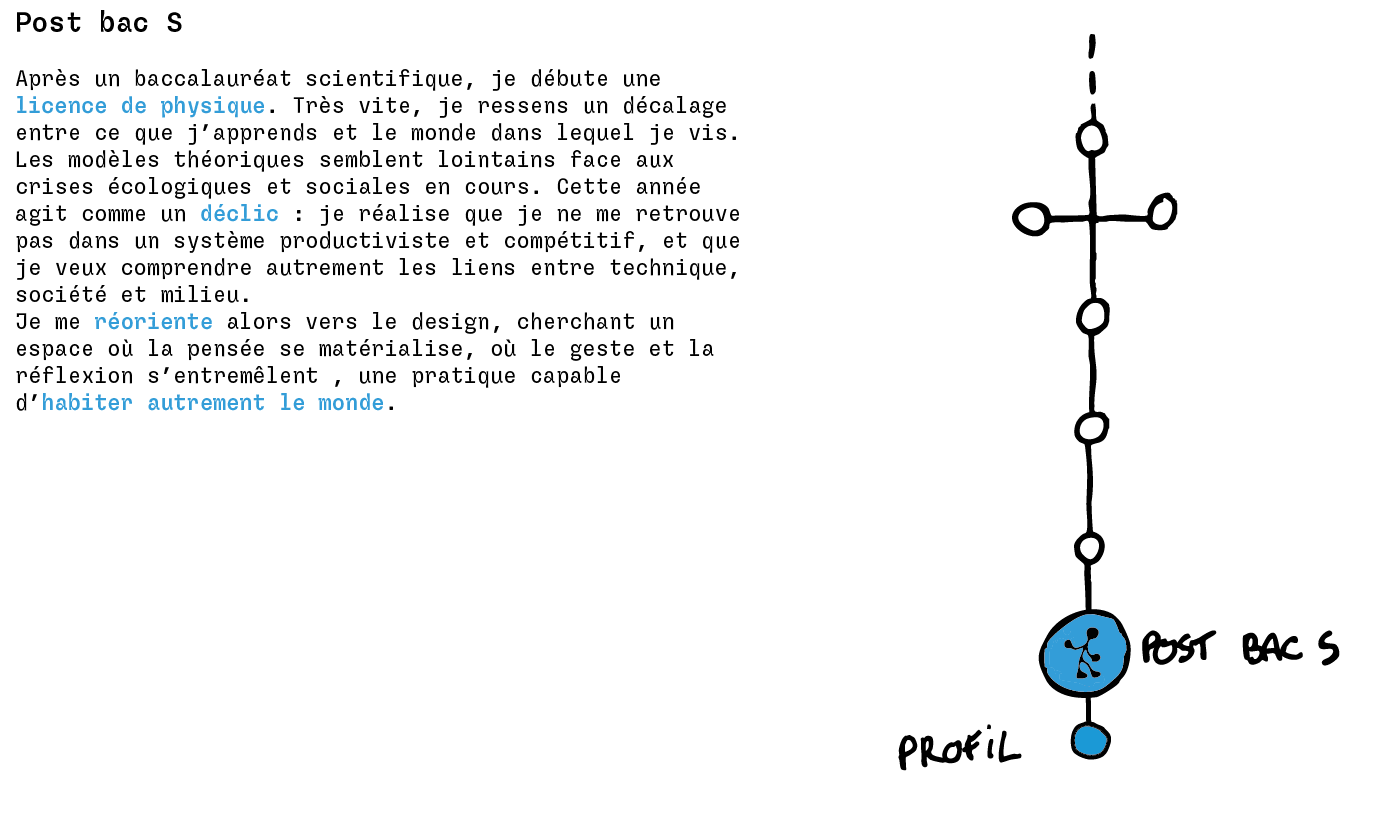 Post bac S
Après un baccalauréat scientifique, je débute une
licence de physique. Très vite, je ressens un décalage
entre ce que j’apprends et le monde dans lequel je vis.
Les modèles théoriques semblent lointains face aux
crises écologiques et sociales en cours. Cette année
agit comme un déclic : je réalise que je ne me retrouve
pas dans un système productiviste et compétitif, et que
je veux comprendre autrement les liens entre technique,
société et milieu.
Je me réoriente alors vers le design, cherchant un
espace où la pensée se matérialise, où le geste et la
réflexion s’entremêlent , une pratique capable
d’habiter autrement le monde.
POST BAC S
PROFiL